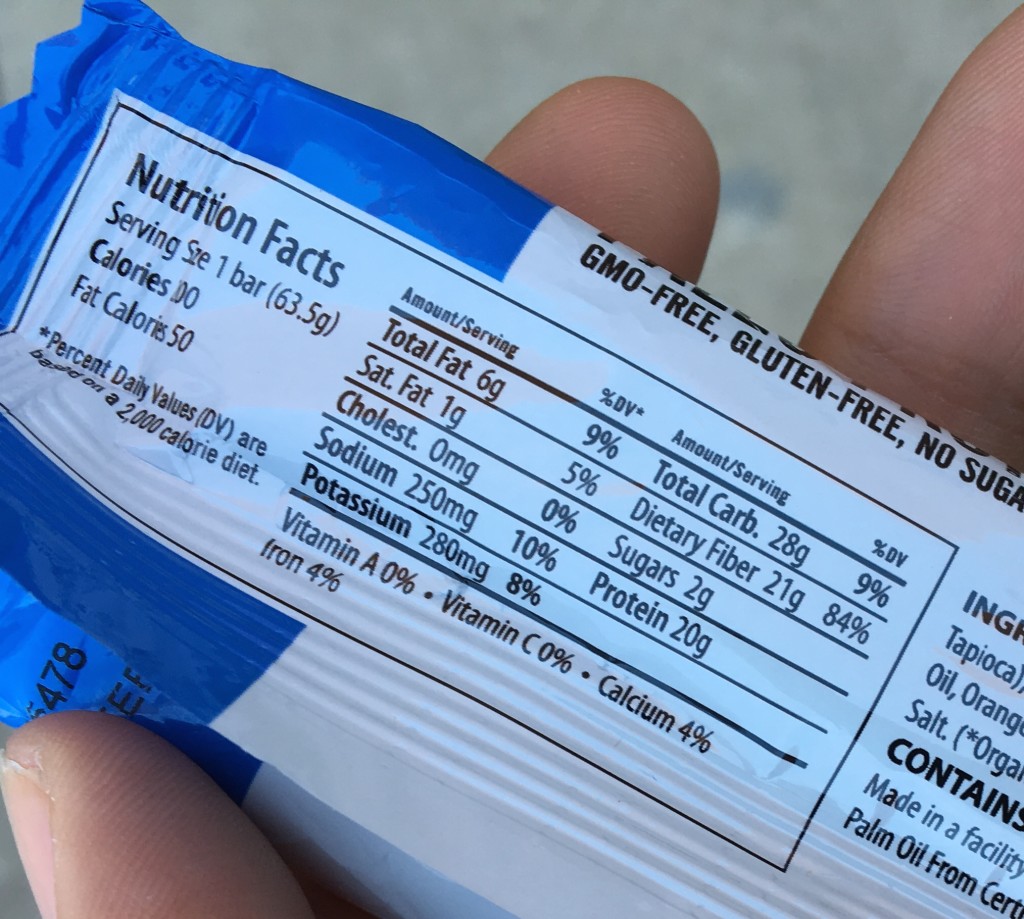 Nutrition Facts
Serving Size 1 bar (63.5g)
Calories 00
Fat Calories 50
*Percent Daily Values (DV) are
based on a 2,000 calorie diet.
Amount/Serving %DV*
Total Fat 6g 9%
Sat. Fat 1g 5%
Cholest. 0mg 0%
Sodium 250mg 10%
Potassium 280mg 8%
Amount/Serving %DV
Total Carb. 28g 9%
Dietary Fiber 21g 84%
Sugars 2g
Protein 20g
Vitamin A 0% • Vitamin C 0% • Calcium 4%
Iron 4%
GMO-FREE, GLUTEN-FREE, NO SUGA
INGR
Tapioca)
Oil, Orang
Salt. (*Orga
CONTAINS
Made in a facility
Palm Oil From Cert
478